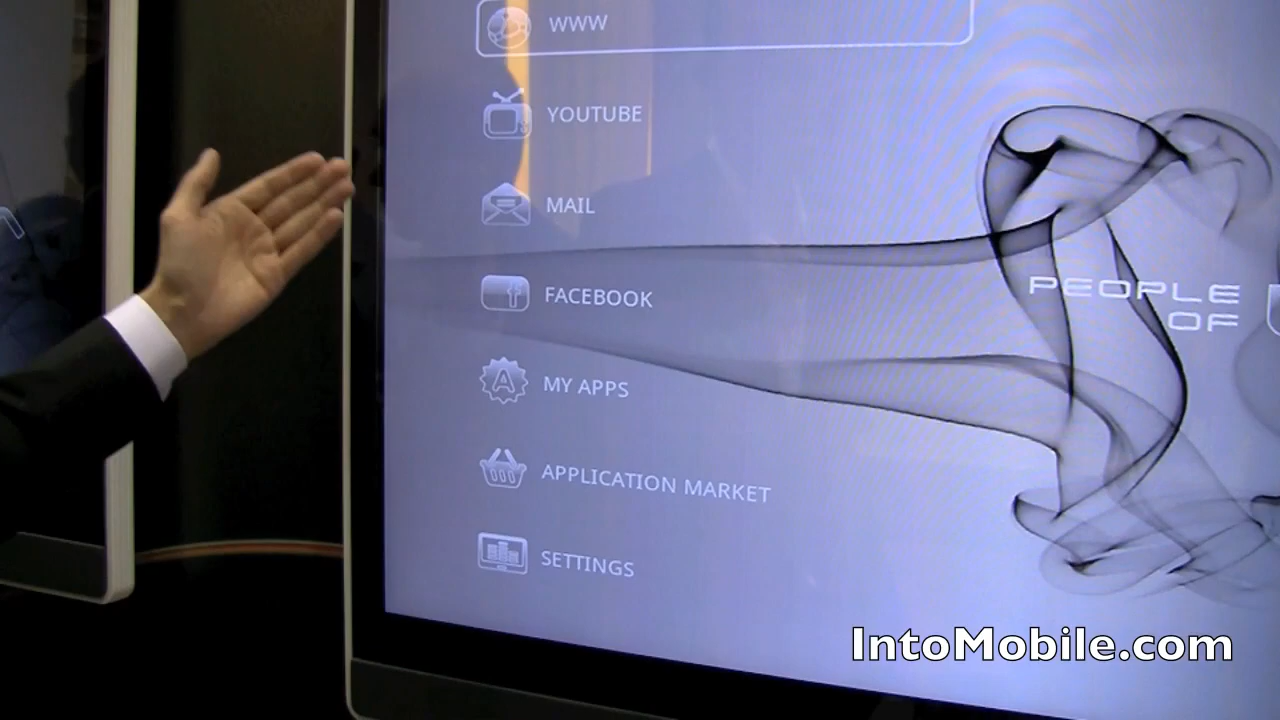 WWW
YOUTUBE
MAIL
FACEBOOK
MY APPS
APPLICATION MARKET
SETTINGS
PEOPLE
OF
IntoMobile.com